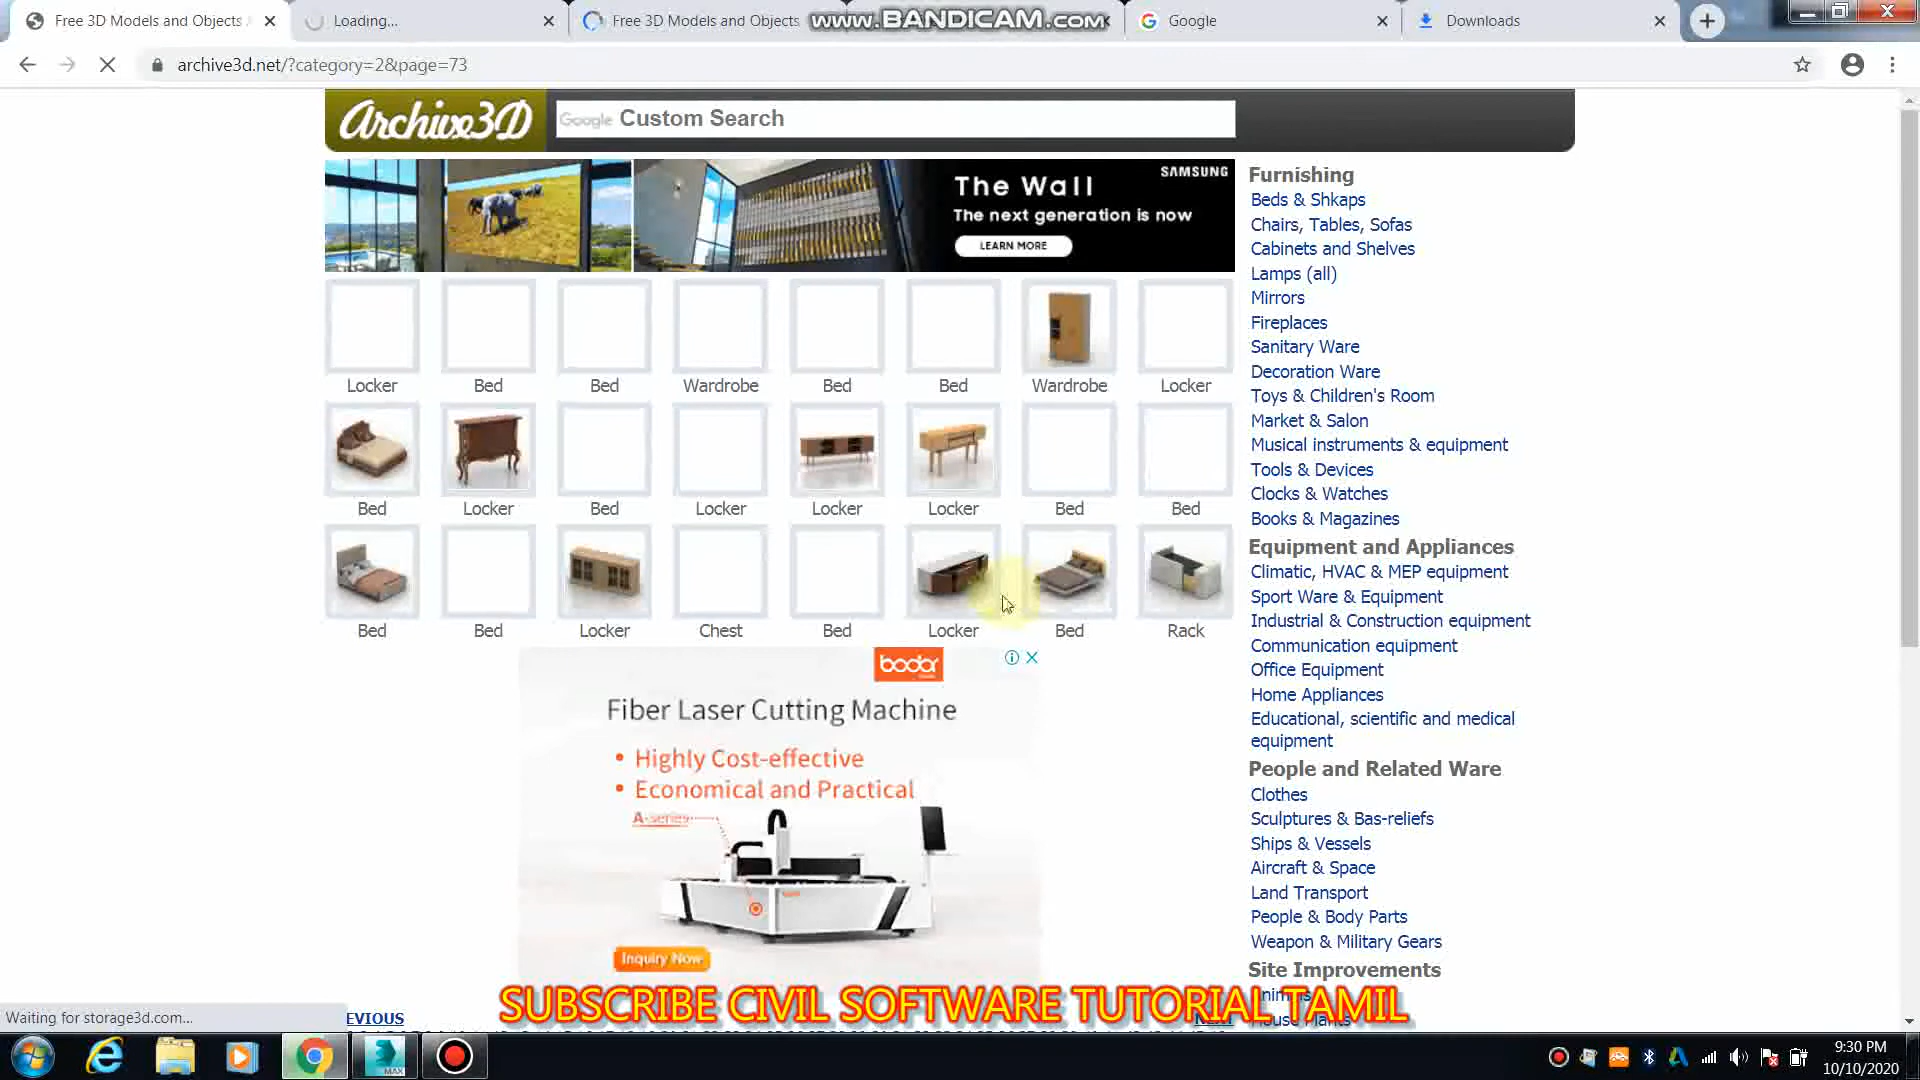 Free 3D Models and Objects
Loading...
Free 3D Models and Objects
www.BANDICAM.com
Google
Downloads
archive3d.net/?category=2&page=73
Archive3D
Google Custom Search
The Wall
SAMSUNG
The next generation is now
LEARN MORE
Locker Bed Bed Wardrobe Bed Bed Wardrobe Locker
Bed Locker Bed Locker Locker Locker Bed Bed
Bed Bed Locker Chest Bed Locker Bed Rack
bodor
Fiber Laser Cutting Machine
• Highly Cost-effective
• Economical and Practical
A-series
Inquiry Now
Furnishing
Beds & Shkaps
Chairs, Tables, Sofas
Cabinets and Shelves
Lamps (all)
Mirrors
Fireplaces
Sanitary Ware
Decoration Ware
Toys & Children's Room
Market & Salon
Musical instruments & equipment
Tools & Devices
Clocks & Watches
Books & Magazines
Equipment and Appliances
Climatic, HVAC & MEP equipment
Sport Ware & Equipment
Industrial & Construction equipment
Communication equipment
Office Equipment
Home Appliances
Educational, scientific and medical
equipment
People and Related Ware
Clothes
Sculptures & Bas-reliefs
Ships & Vessels
Aircraft & Space
Land Transport
People & Body Parts
Weapon & Military Gears
Site Improvements
House Plants
Waiting for storage3d.com...
EVIOUS
NEXT
SUBSCRIBE CIVIL SOFTWARE TUTORIAL TAMIL
MAX
9:30 PM
10/10/2020